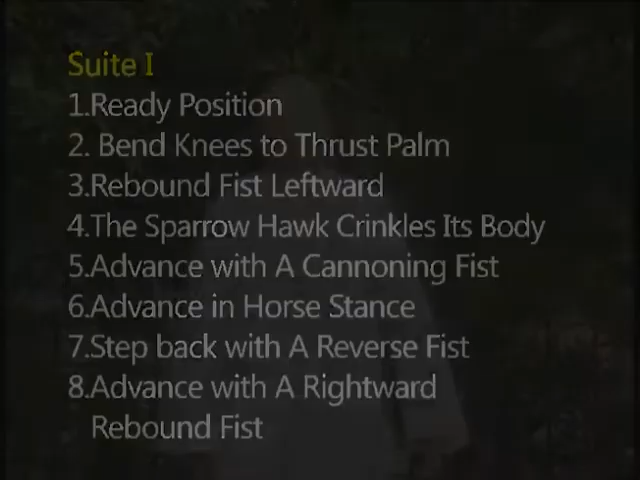 Suite I
1.Ready Position
2. Bend Knees to Thrust Palm
3.Rebound Fist Leftward
4.The Sparrow Hawk Crinkles Its Body
5.Advance with A Cannoning Fist
6.Advance in Horse Stance
7.Step back with A Reverse Fist
8.Advance with A Rightward
Rebound Fist